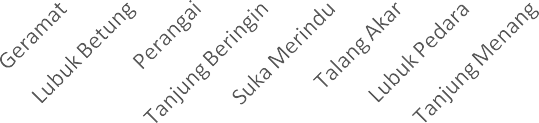 Geramat
Lubuk Betung
Perangai
Tanjung Beringin
Suka Merindu
Talang Akar
Lubuk Pedara
Tanjung Menang